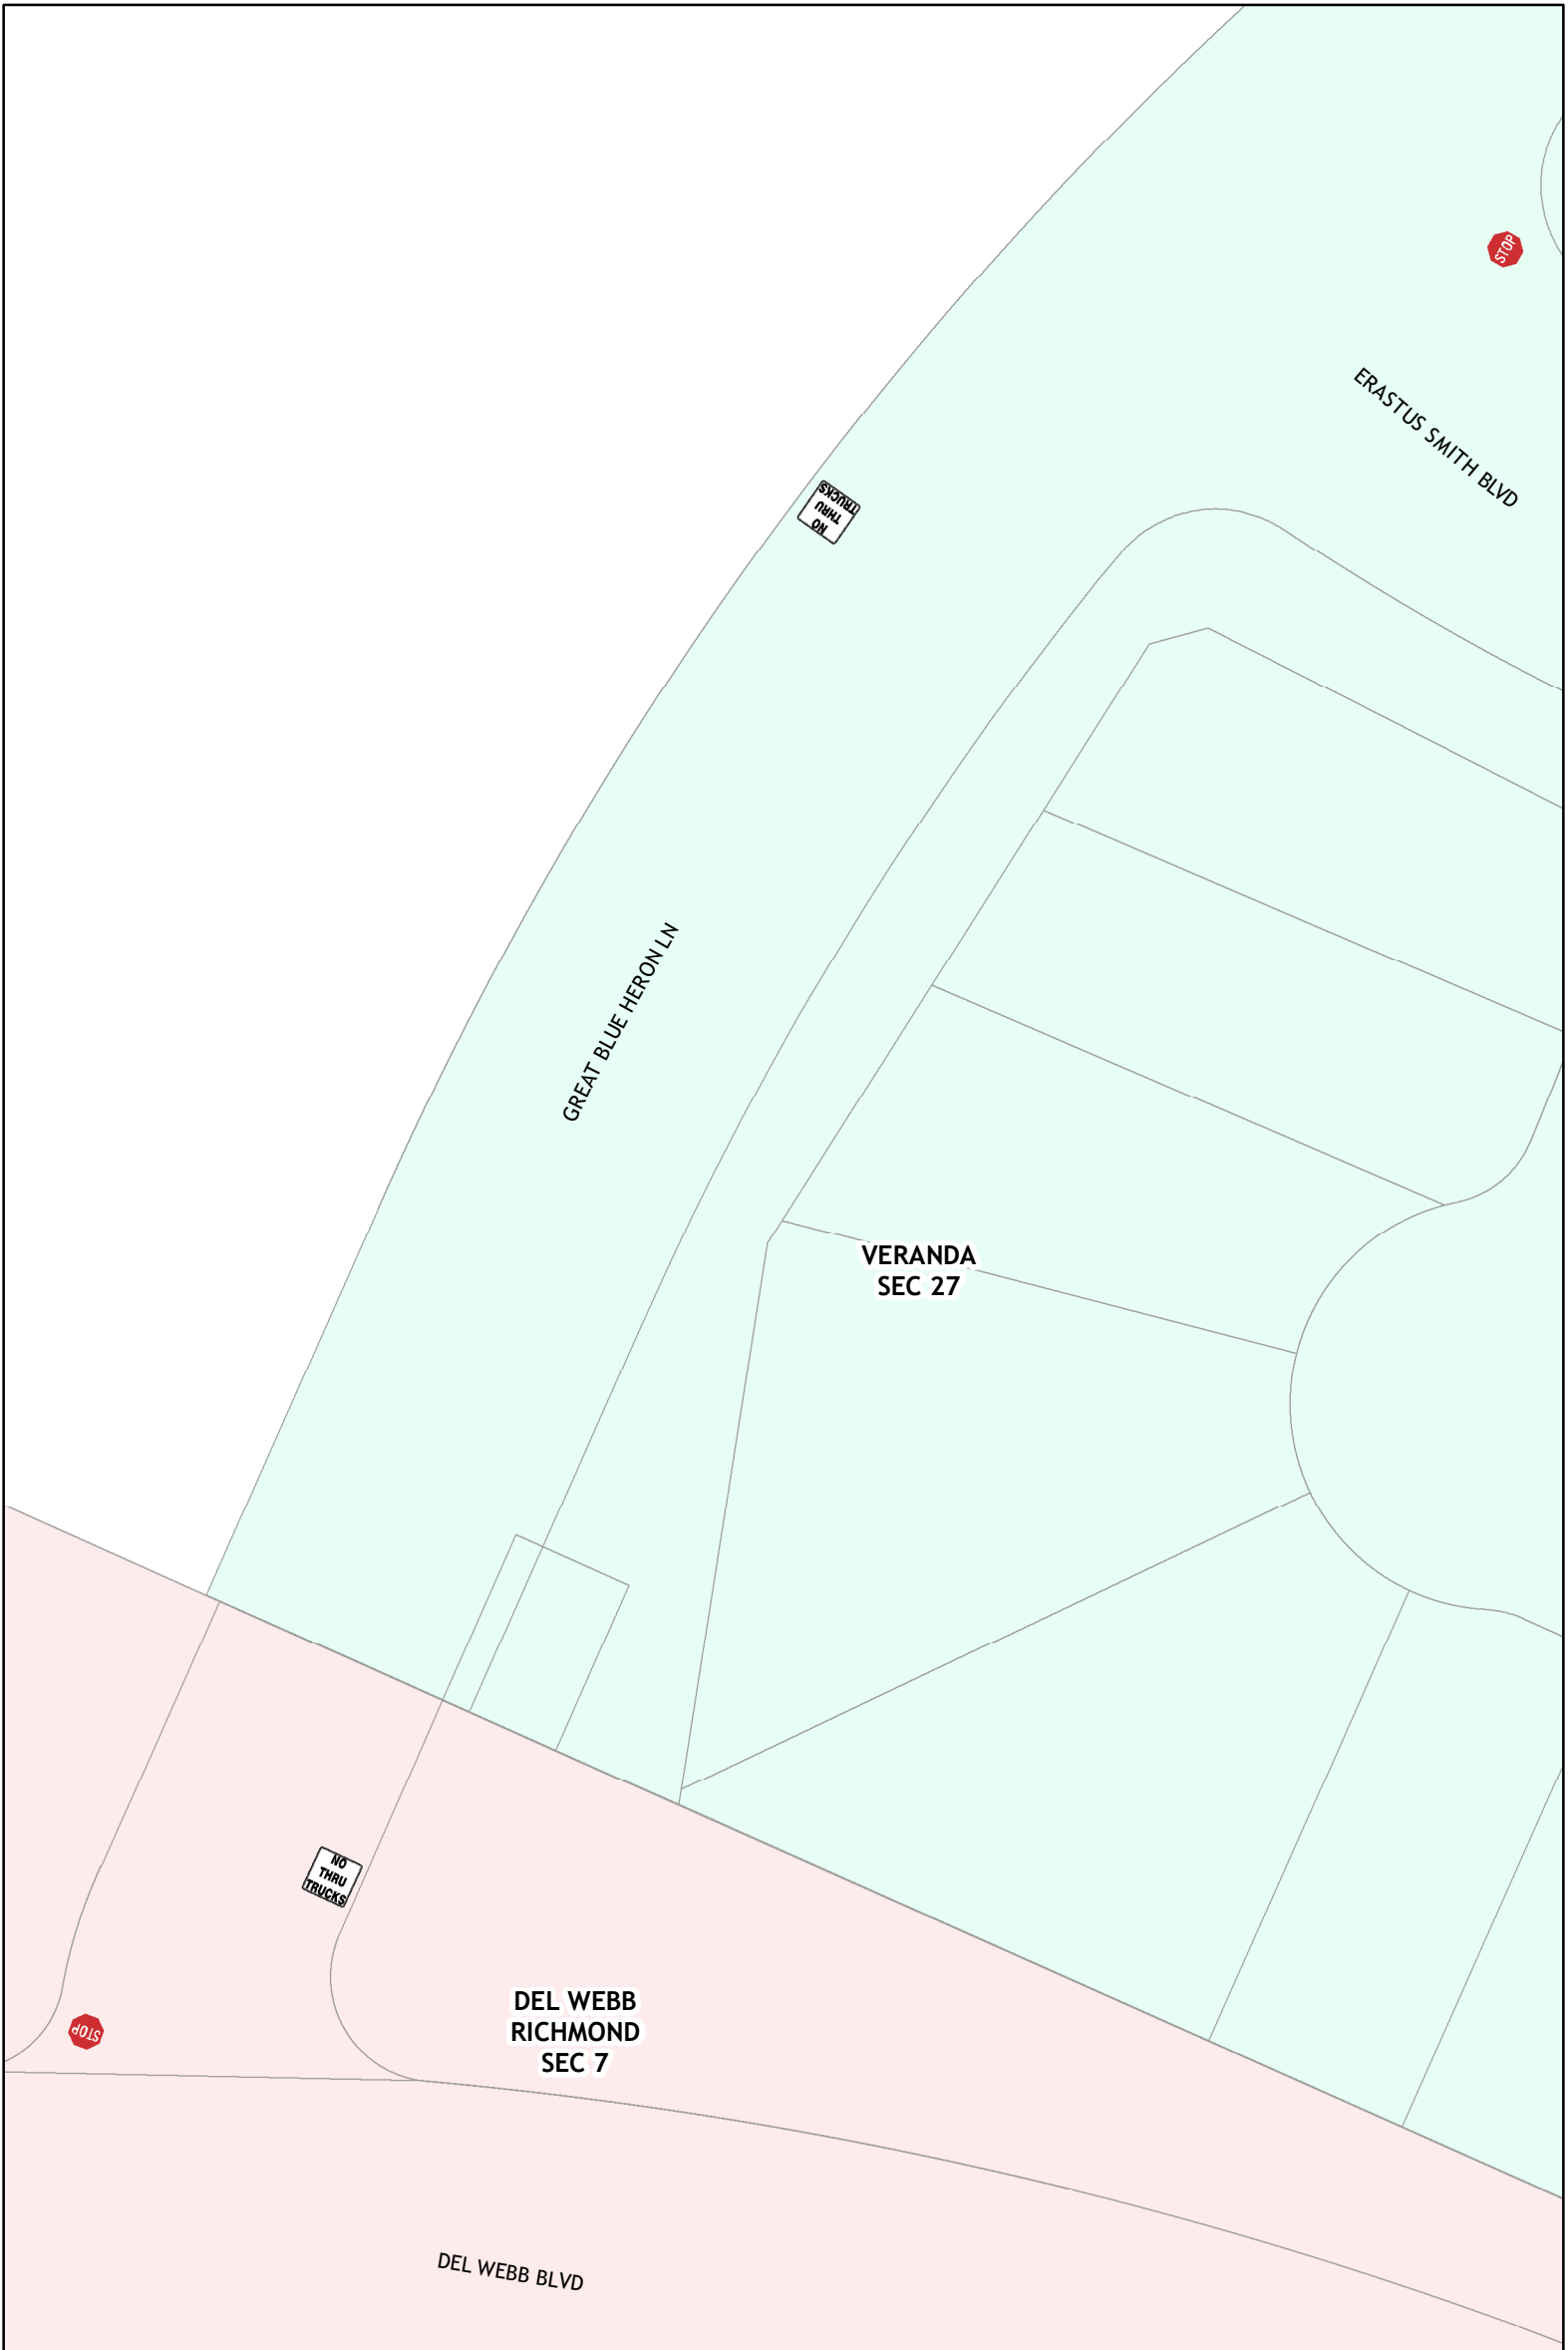 STOP
ERASTUS SMITH BLVD
NO
THRU
TRUCKS
GREAT BLUE HERON LN
VERANDA
SEC 27
NO
THRU
TRUCKS
DEL WEBB
RICHMOND
SEC 7
STOP
DEL WEBB BLVD